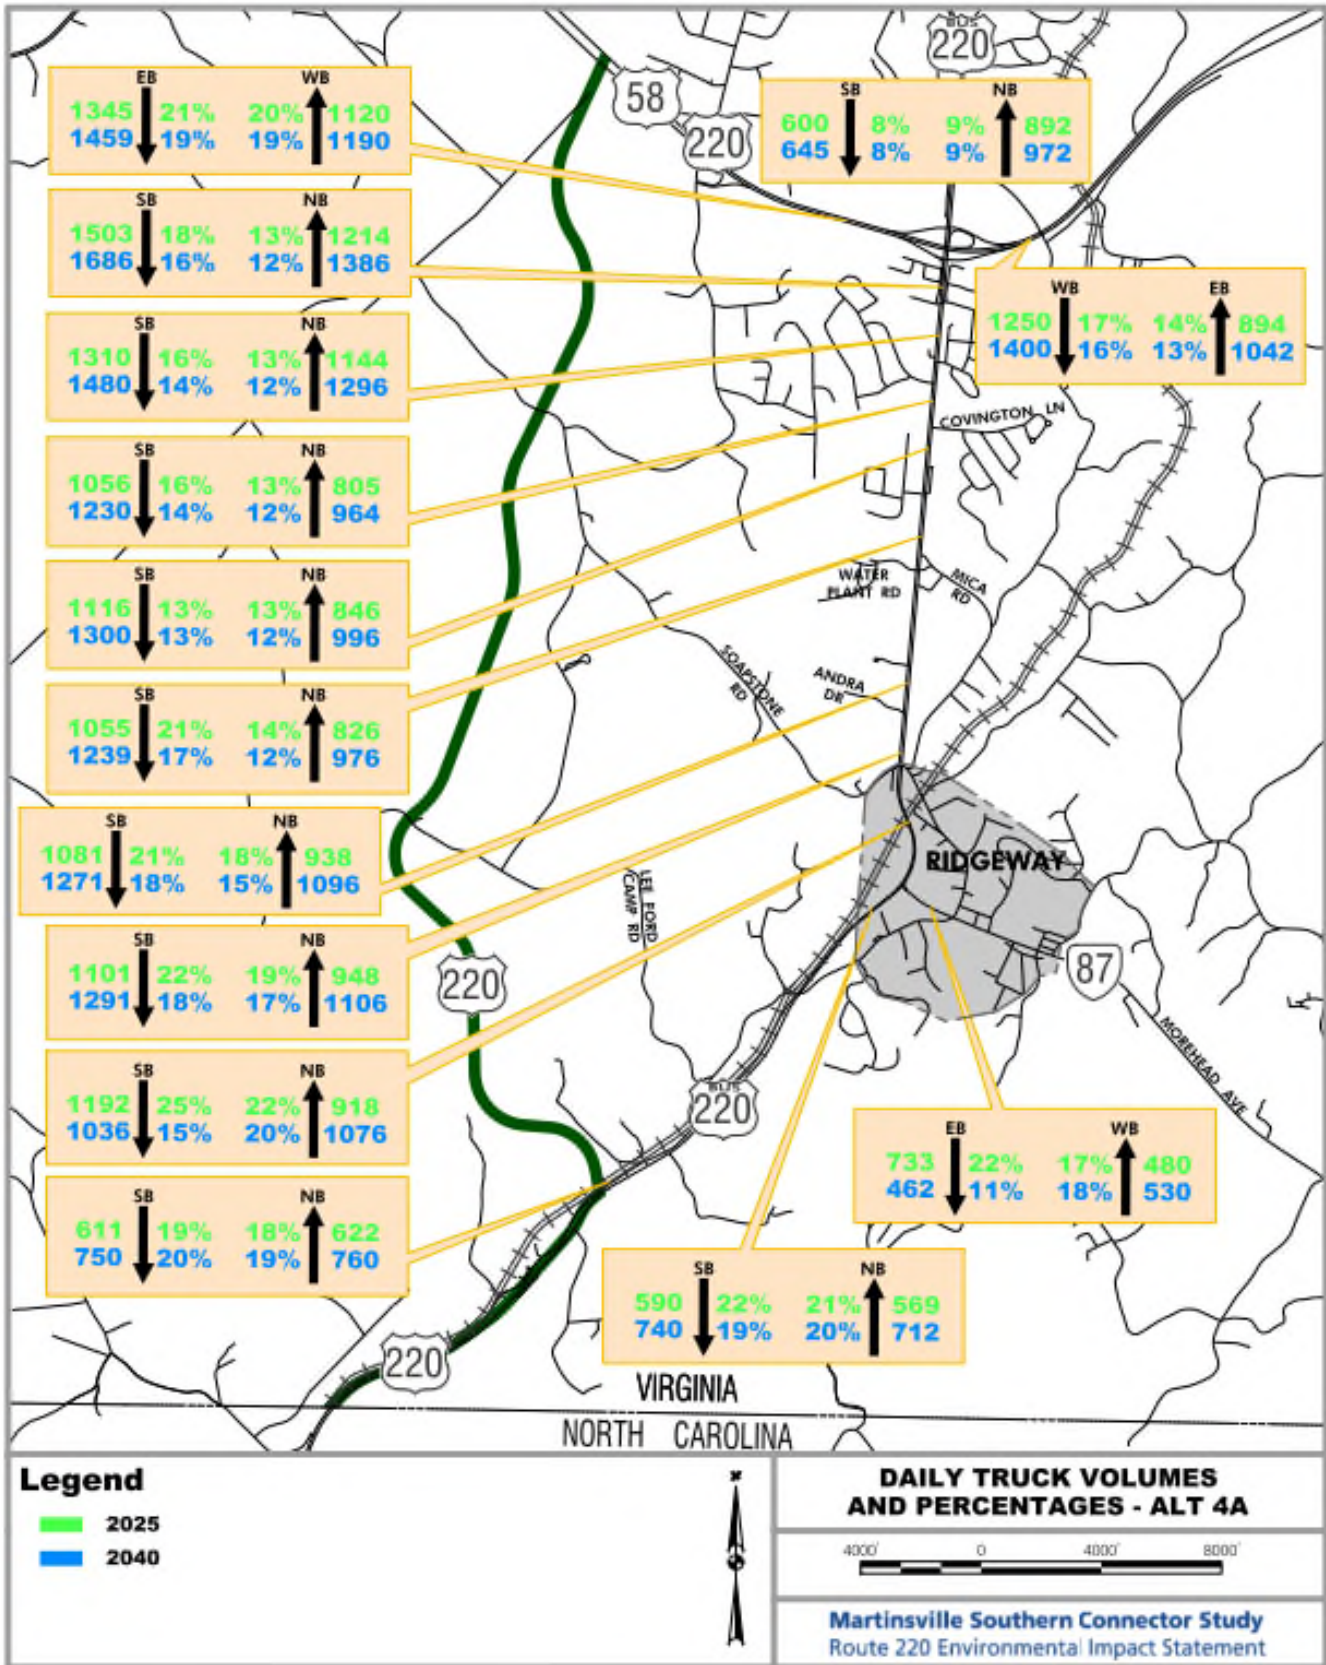 BUS
220
58
220
EB WB
1345 21% 20% 1120
1459 19% 19% 1190
SB NB
600 8% 9% 892
645 8% 9% 972
SB NB
1503 18% 13% 1214
1686 16% 12% 1386
WB EB
1250 17% 14% 894
1400 16% 13% 1042
SB NB
1310 16% 13% 1144
1480 14% 12% 1296
COVINGTON LN
SB NB
1056 16% 13% 805
1230 14% 12% 964
WATER
PLANT RD
MICA
RD
SB NB
1116 13% 13% 846
1300 13% 12% 996
SOAPSTONE
RD
ANDRA
DR
SB NB
1055 21% 14% 826
1239 17% 12% 976
SB NB
1081 21% 18% 938
1271 18% 15% 1096
RIDGEWAY
LEE FORD
CAMP RD
SB NB
1101 22% 19% 948
1291 18% 17% 1106
220
87
MOREHEAD AVE
SB NB
1192 25% 22% 918
1036 15% 20% 1076
BUS
220
EB WB
733 22% 17% 480
462 11% 18% 530
SB NB
611 19% 18% 622
750 20% 19% 760
SB NB
590 22% 21% 569
740 19% 20% 712
220
VIRGINIA
NORTH CAROLINA
Legend
2025
2040
DAILY TRUCK VOLUMES
AND PERCENTAGES - ALT 4A
4000' 0 4000' 8000'
Martinsville Southern Connector Study
Route 220 Environmental Impact Statement